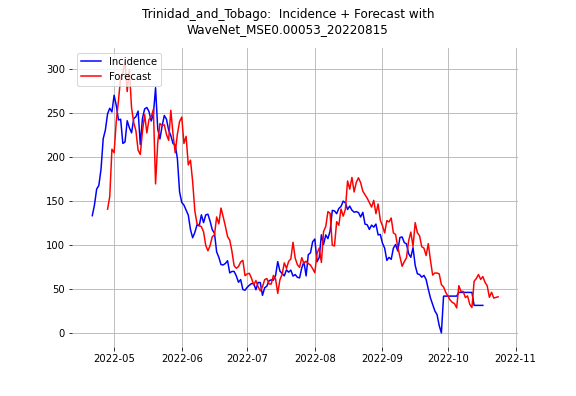 Trinidad_and_Tobago:  Incidence + Forecast with
WaveNet_MSE0.00053_20220815
Incidence
Forecast
300
250
200
150
100
50
0
2022-05 2022-06 2022-07 2022-08 2022-09 2022-10 2022-11